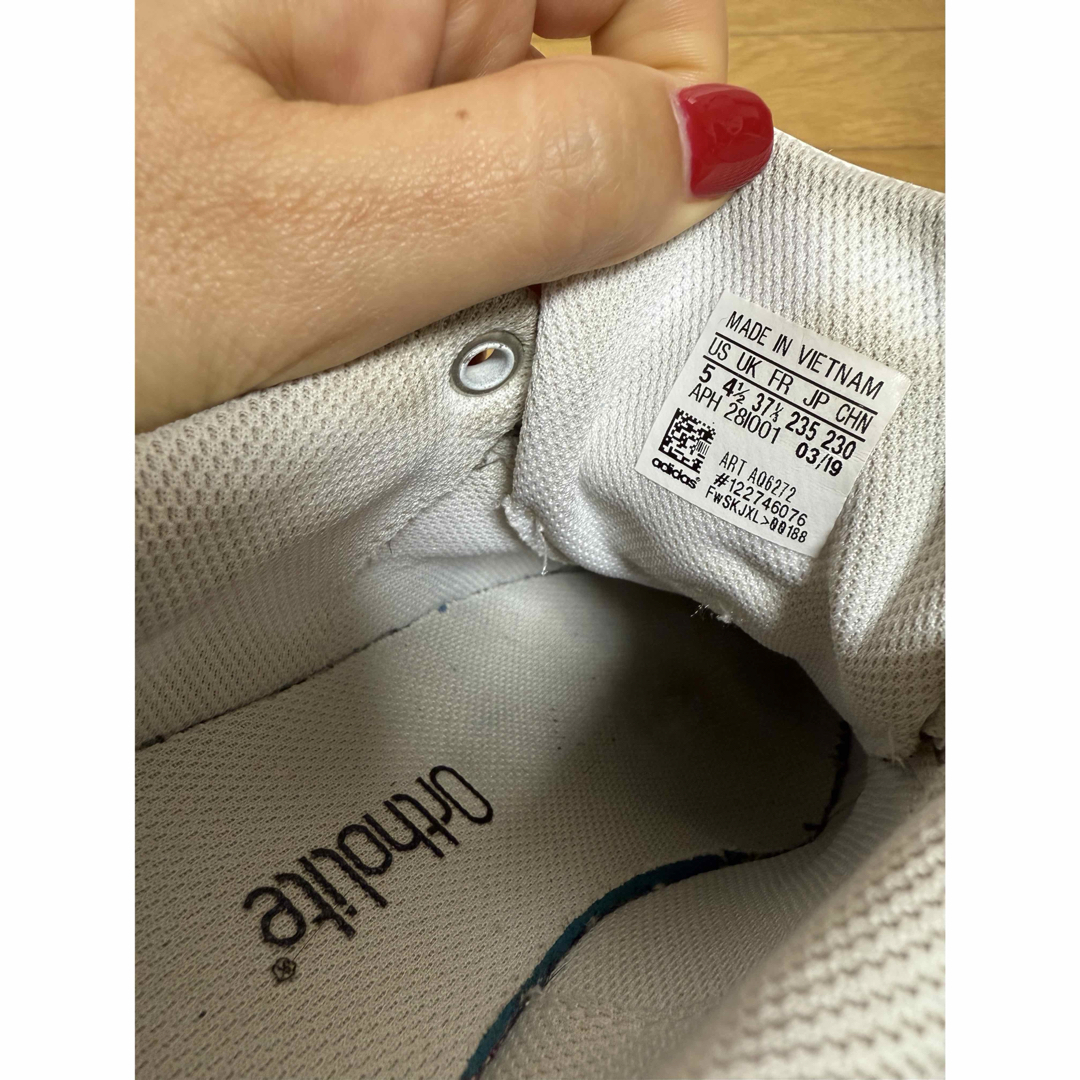 MADE IN VIETNAM
US UK FR JP CHN
5 4½ 37⅓ 235 230
APH 28I001 03/19
ART AQ6272
#122746076
FwSKJXL>00188
adidas
Ortholite®